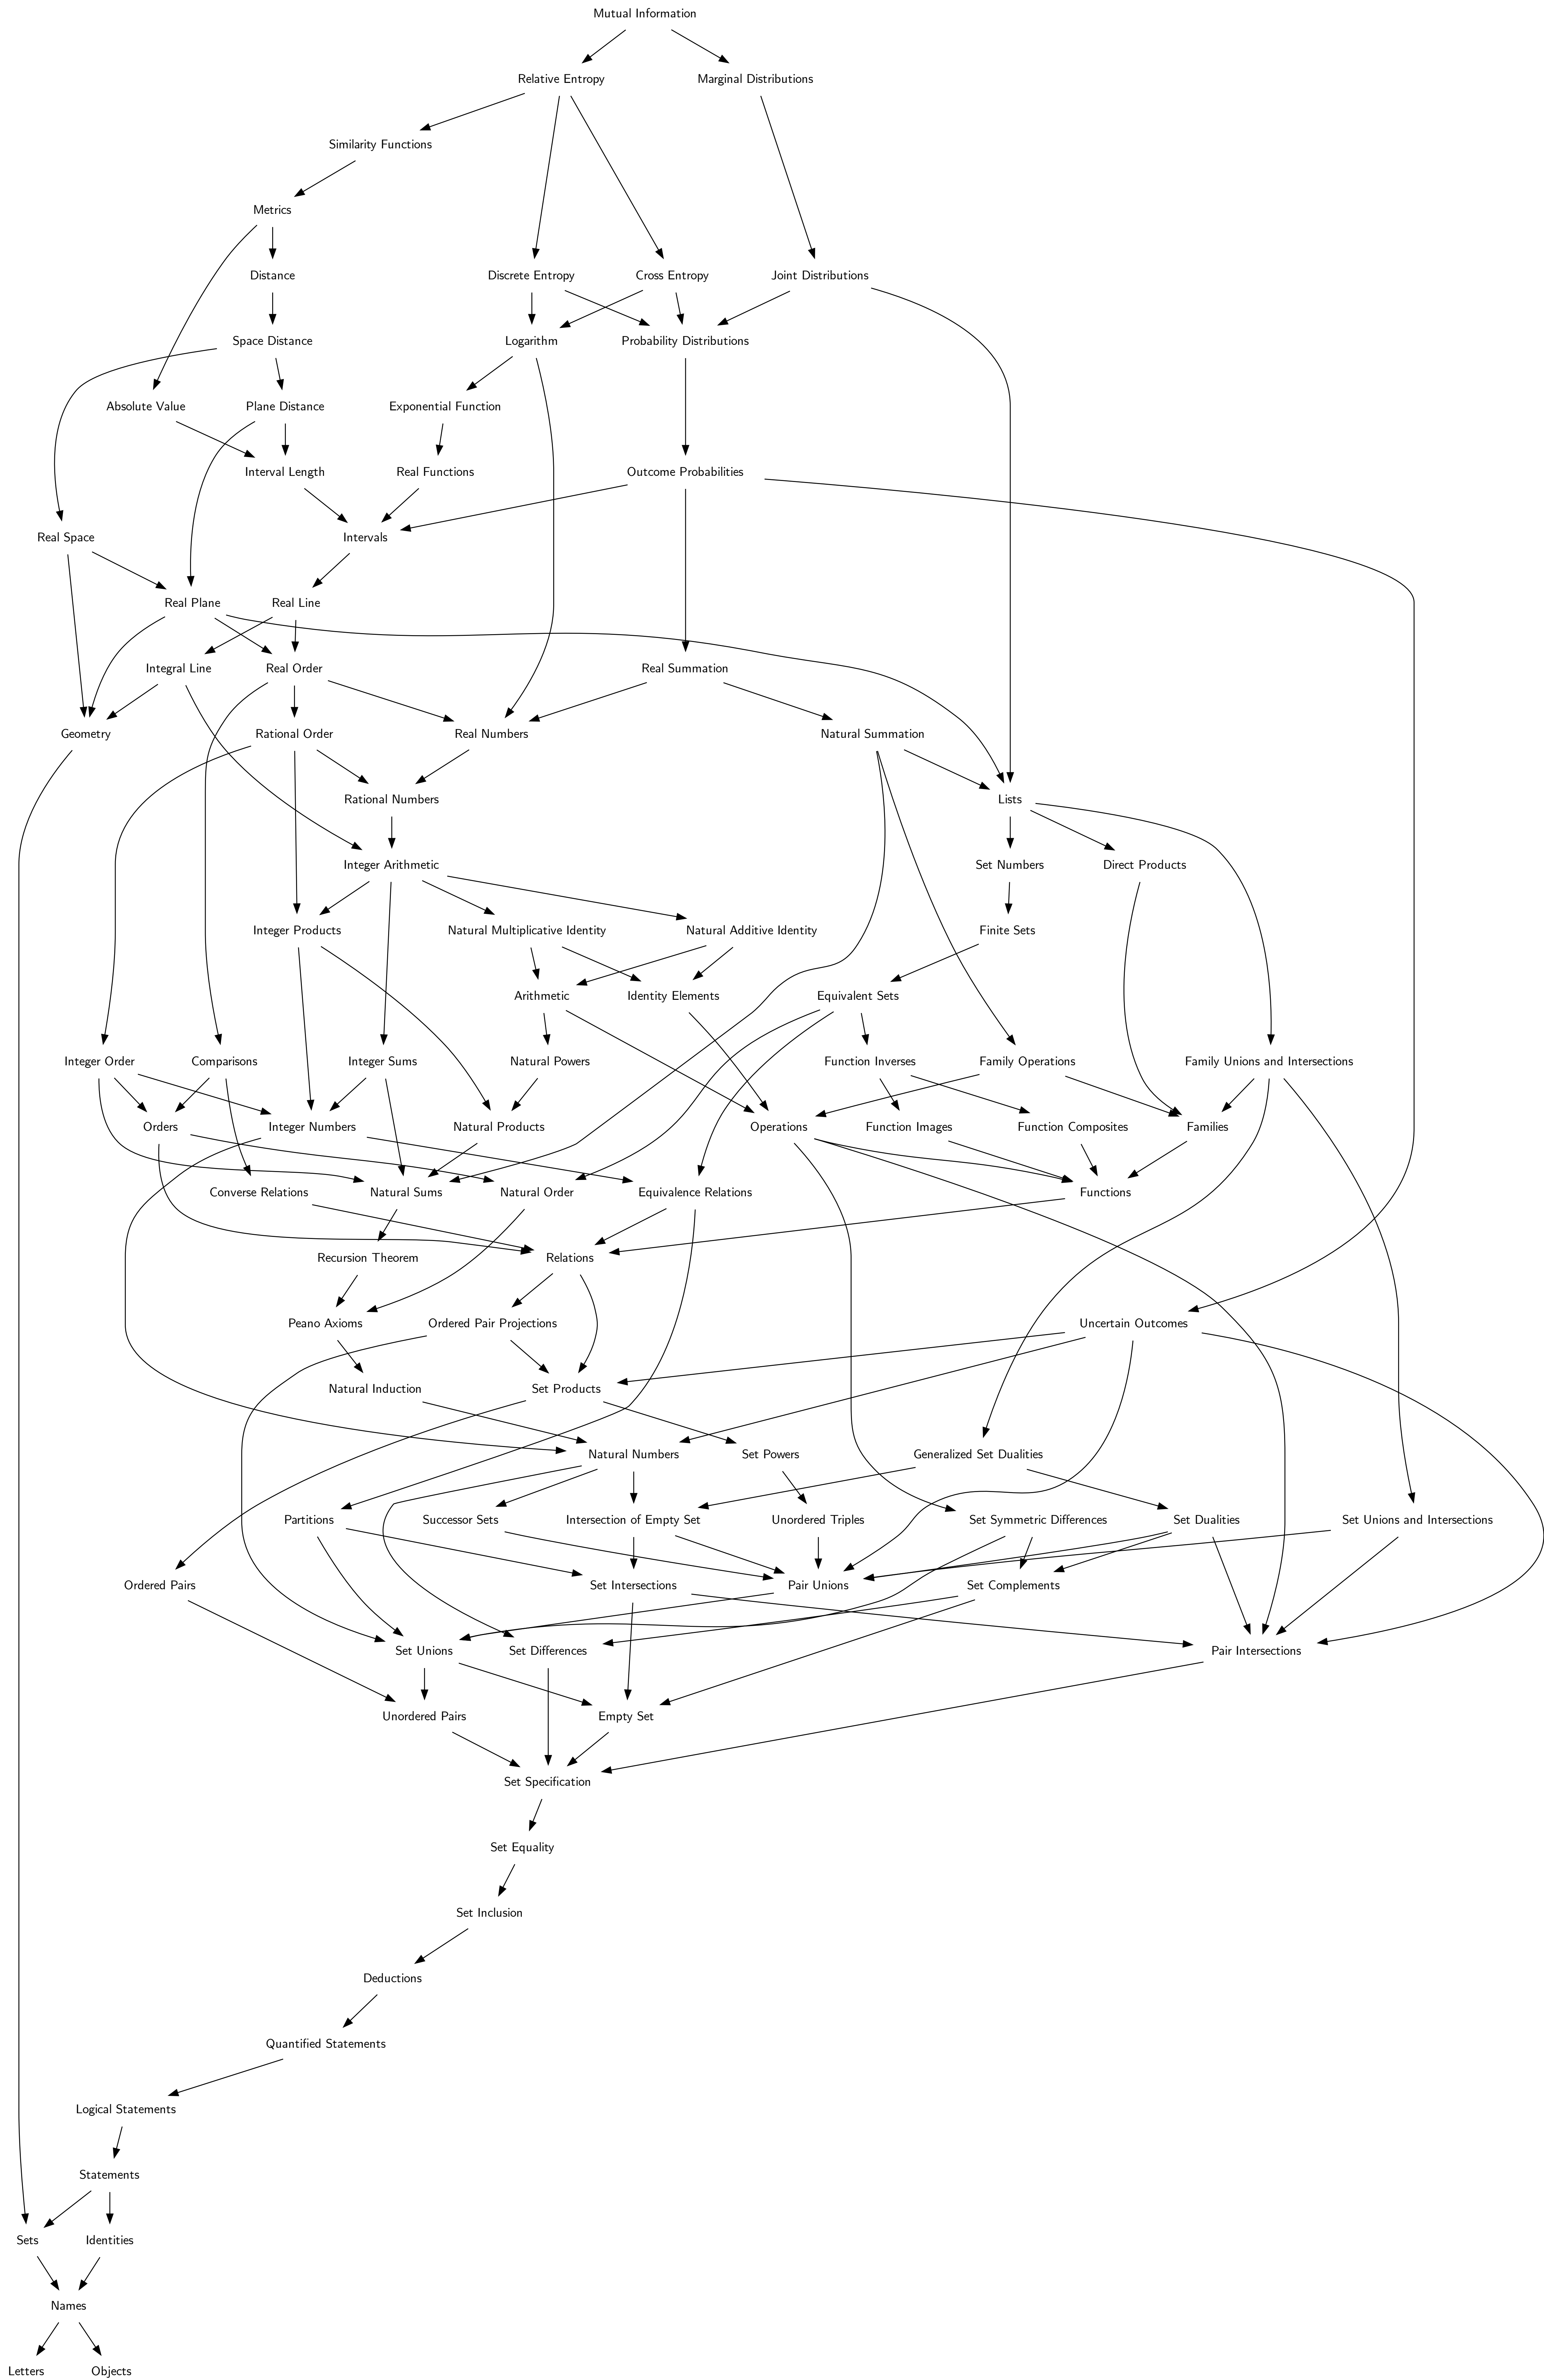 Mutual Information
Relative Entropy
Marginal Distributions
Similarity Functions
Metrics
Distance
Discrete Entropy
Cross Entropy
Joint Distributions
Space Distance
Logarithm
Probability Distributions
Absolute Value
Plane Distance
Exponential Function
Interval Length
Real Functions
Outcome Probabilities
Real Space
Intervals
Real Plane
Real Line
Integral Line
Real Order
Real Summation
Geometry
Rational Order
Real Numbers
Natural Summation
Rational Numbers
Lists
Integer Arithmetic
Set Numbers
Direct Products
Integer Products
Natural Multiplicative Identity
Natural Additive Identity
Finite Sets
Arithmetic
Identity Elements
Equivalent Sets
Integer Order
Comparisons
Integer Sums
Natural Powers
Function Inverses
Family Operations
Family Unions and Intersections
Orders
Integer Numbers
Natural Products
Operations
Function Images
Function Composites
Families
Converse Relations
Natural Sums
Natural Order
Equivalence Relations
Functions
Recursion Theorem
Relations
Peano Axioms
Ordered Pair Projections
Uncertain Outcomes
Natural Induction
Set Products
Natural Numbers
Set Powers
Generalized Set Dualities
Partitions
Successor Sets
Intersection of Empty Set
Unordered Triples
Set Symmetric Differences
Set Dualities
Set Unions and Intersections
Ordered Pairs
Set Intersections
Pair Unions
Set Complements
Set Unions
Set Differences
Pair Intersections
Unordered Pairs
Empty Set
Set Specification
Set Equality
Set Inclusion
Deductions
Quantified Statements
Logical Statements
Statements
Sets
Identities
Names
Letters
Objects